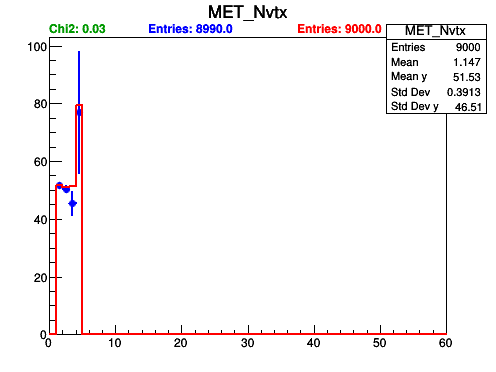 MET_Nvtx
Chi2: 0.03 Entries: 8990.0 Entries: 9000.0
MET_Nvtx
Entries 9000
Mean 1.147
Mean y 51.53
Std Dev 0.3913
Std Dev y 46.51
100
80
60
40
20
0
0 10 20 30 40 50 60